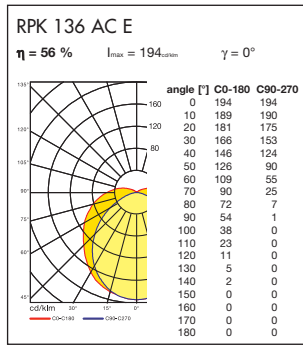 RPK 136 AC E
η = 56 % Imax = 194cd/klm γ = 0°
angle [°] C0-180 C90-270
0 194 194
10 189 190
20 181 175
30 166 153
40 146 124
50 126 90
60 109 55
70 90 25
80 72 7
90 54 1
100 38 0
110 23 0
120 11 0
130 5 0
140 2 0
150 0 0
160 0 0
170 0 0
180 0 0
135°
120°
105°
90°
75°
60°
45°
160
120
80
cd/klm 30° 15° 0°
C0-C180 C90-C270